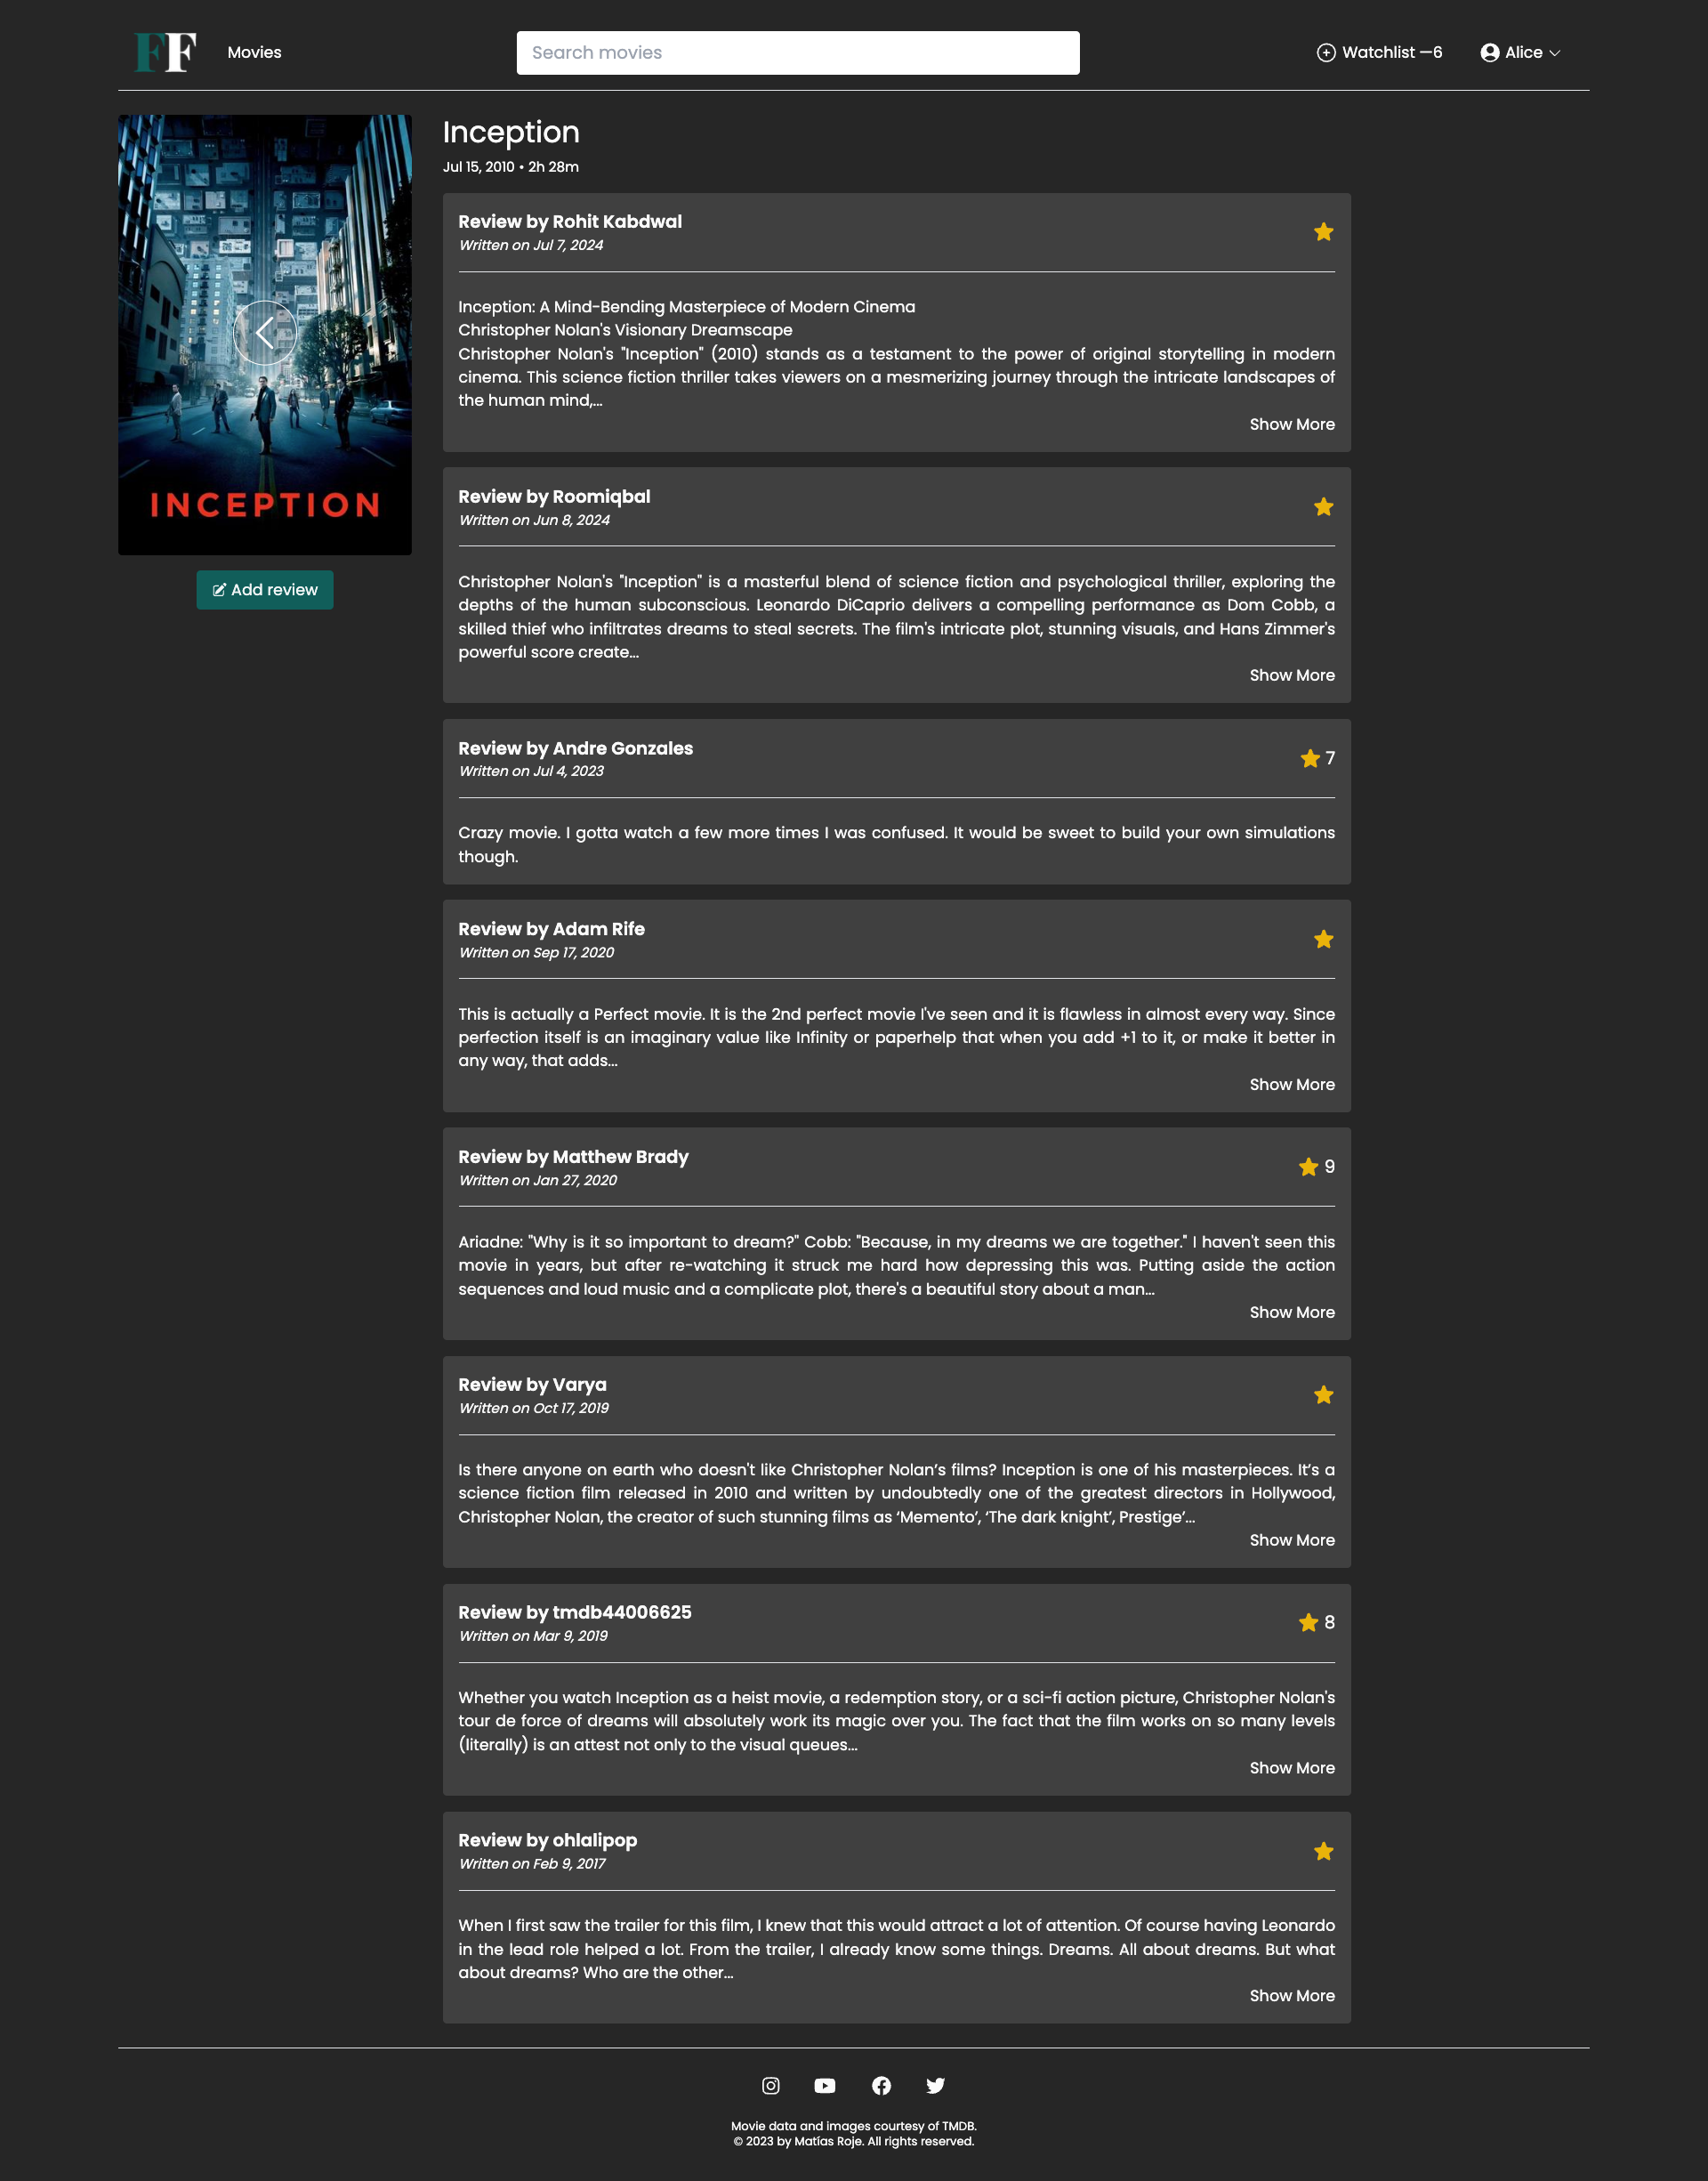 FF
Movies
Search movies
Watchlist —6
Alice
INCEPTION
Add review
Inception
Jul 15, 2010 • 2h 28m
Review by Rohit Kabdwal
Written on Jul 7, 2024
Inception: A Mind-Bending Masterpiece of Modern Cinema
Christopher Nolan's Visionary Dreamscape
Christopher Nolan's "Inception" (2010) stands as a testament to the power of original storytelling in modern
cinema. This science fiction thriller takes viewers on a mesmerizing journey through the intricate landscapes of
the human mind,...
Show More
Review by Roomiqbal
Written on Jun 8, 2024
Christopher Nolan's "Inception" is a masterful blend of science fiction and psychological thriller, exploring the
depths of the human subconscious. Leonardo DiCaprio delivers a compelling performance as Dom Cobb, a
skilled thief who infiltrates dreams to steal secrets. The film's intricate plot, stunning visuals, and Hans Zimmer's
powerful score create...
Show More
Review by Andre Gonzales
Written on Jul 4, 2023
7
Crazy movie. I gotta watch a few more times I was confused. It would be sweet to build your own simulations
though.
Review by Adam Rife
Written on Sep 17, 2020
This is actually a Perfect movie. It is the 2nd perfect movie I've seen and it is flawless in almost every way. Since
perfection itself is an imaginary value like Infinity or paperhelp that when you add +1 to it, or make it better in
any way, that adds...
Show More
Review by Matthew Brady
Written on Jan 27, 2020
9
Ariadne: "Why is it so important to dream?" Cobb: "Because, in my dreams we are together." I haven't seen this
movie in years, but after re-watching it struck me hard how depressing this was. Putting aside the action
sequences and loud music and a complicate plot, there's a beautiful story about a man...
Show More
Review by Varya
Written on Oct 17, 2019
Is there anyone on earth who doesn't like Christopher Nolan’s films? Inception is one of his masterpieces. It’s a
science fiction film released in 2010 and written by undoubtedly one of the greatest directors in Hollywood,
Christopher Nolan, the creator of such stunning films as ‘Memento’, ‘The dark knight’, Prestige’...
Show More
Review by tmdb44006625
Written on Mar 9, 2019
8
Whether you watch Inception as a heist movie, a redemption story, or a sci-fi action picture, Christopher Nolan's
tour de force of dreams will absolutely work its magic over you. The fact that the film works on so many levels
(literally) is an attest not only to the visual queues...
Show More
Review by ohlalipop
Written on Feb 9, 2017
When I first saw the trailer for this film, I knew that this would attract a lot of attention. Of course having Leonardo
in the lead role helped a lot. From the trailer, I already know some things. Dreams. All about dreams. But what
about dreams? Who are the other...
Show More
Movie data and images courtesy of TMDB.
© 2023 by Matías Roje. All rights reserved.